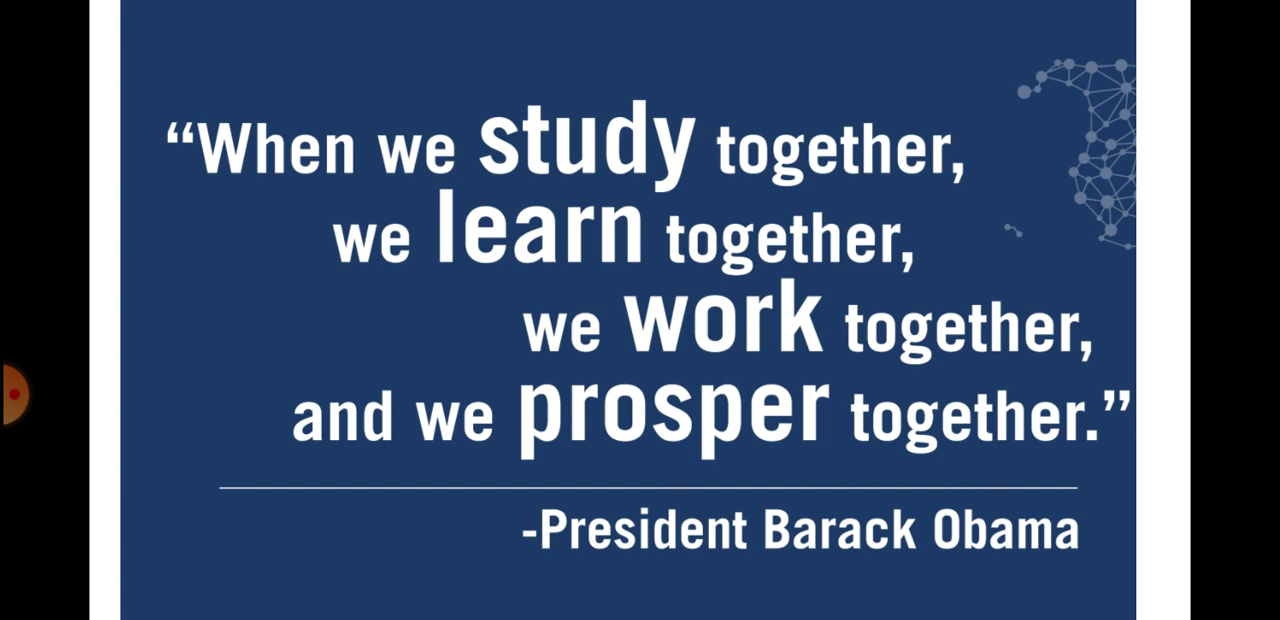 “When we study together,
we learn together,
we work together,
and we prosper together.”
-President Barack Obama